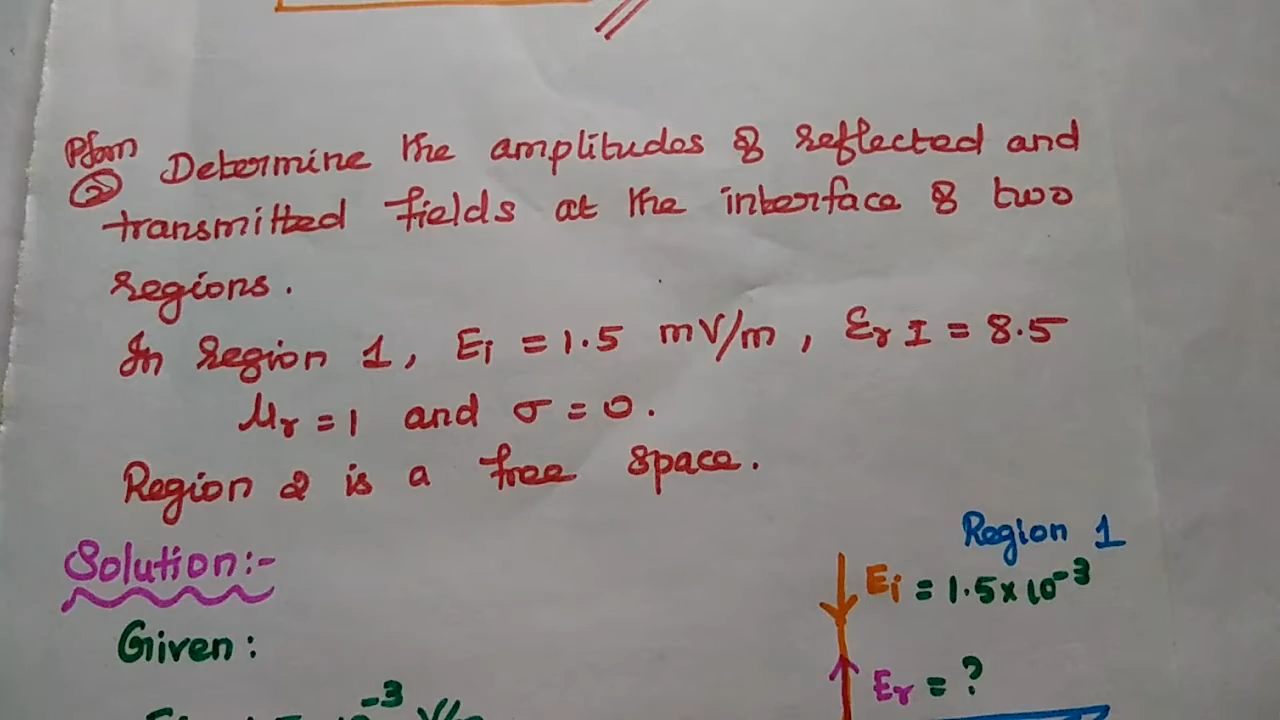 Pbm
② Determine the amplitudes of reflected and
transmitted fields at the interface of two
regions.
In region 1, Ei = 1.5 mV/m, Ɛr I = 8.5
μr = 1 and σ = 0.
Region 2 is a free space.
Solution:-
Given:
Region 1
Ei = 1.5×10⁻³
Er = ?